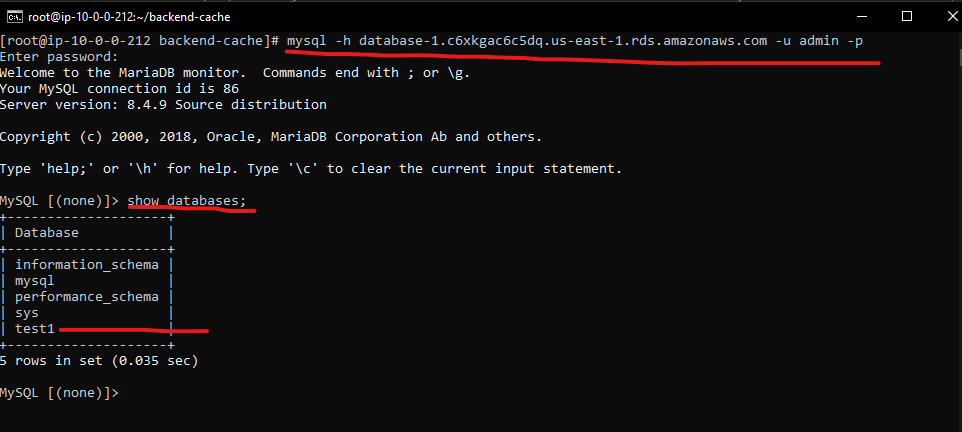 root@ip-10-0-0-212:~/backend-cache
[root@ip-10-0-0-212 backend-cache]# mysql -h database-1.c6xkgac6c5dq.us-east-1.rds.amazonaws.com -u admin -p
Enter password:
Welcome to the MariaDB monitor.  Commands end with ; or \g.
Your MySQL connection id is 86
Server version: 8.4.9 Source distribution

Copyright (c) 2000, 2018, Oracle, MariaDB Corporation Ab and others.

Type 'help;' or '\h' for help. Type '\c' to clear the current input statement.

MySQL [(none)]> show databases;
+--------------------+
| Database           |
+--------------------+
| information_schema |
| mysql              |
| performance_schema |
| sys                |
| test1              |
+--------------------+
5 rows in set (0.035 sec)

MySQL [(none)]>